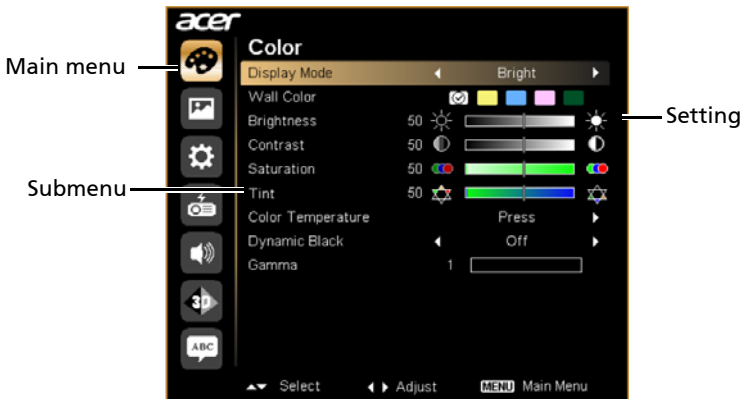 acer
Color
Main menu
Display Mode Bright
Wall Color
Brightness 50
Setting
Contrast 50
Saturation 50
Submenu
Tint 50
Color Temperature Press
Dynamic Black Off
Gamma 1
3D
ABC
Select Adjust MENU Main Menu